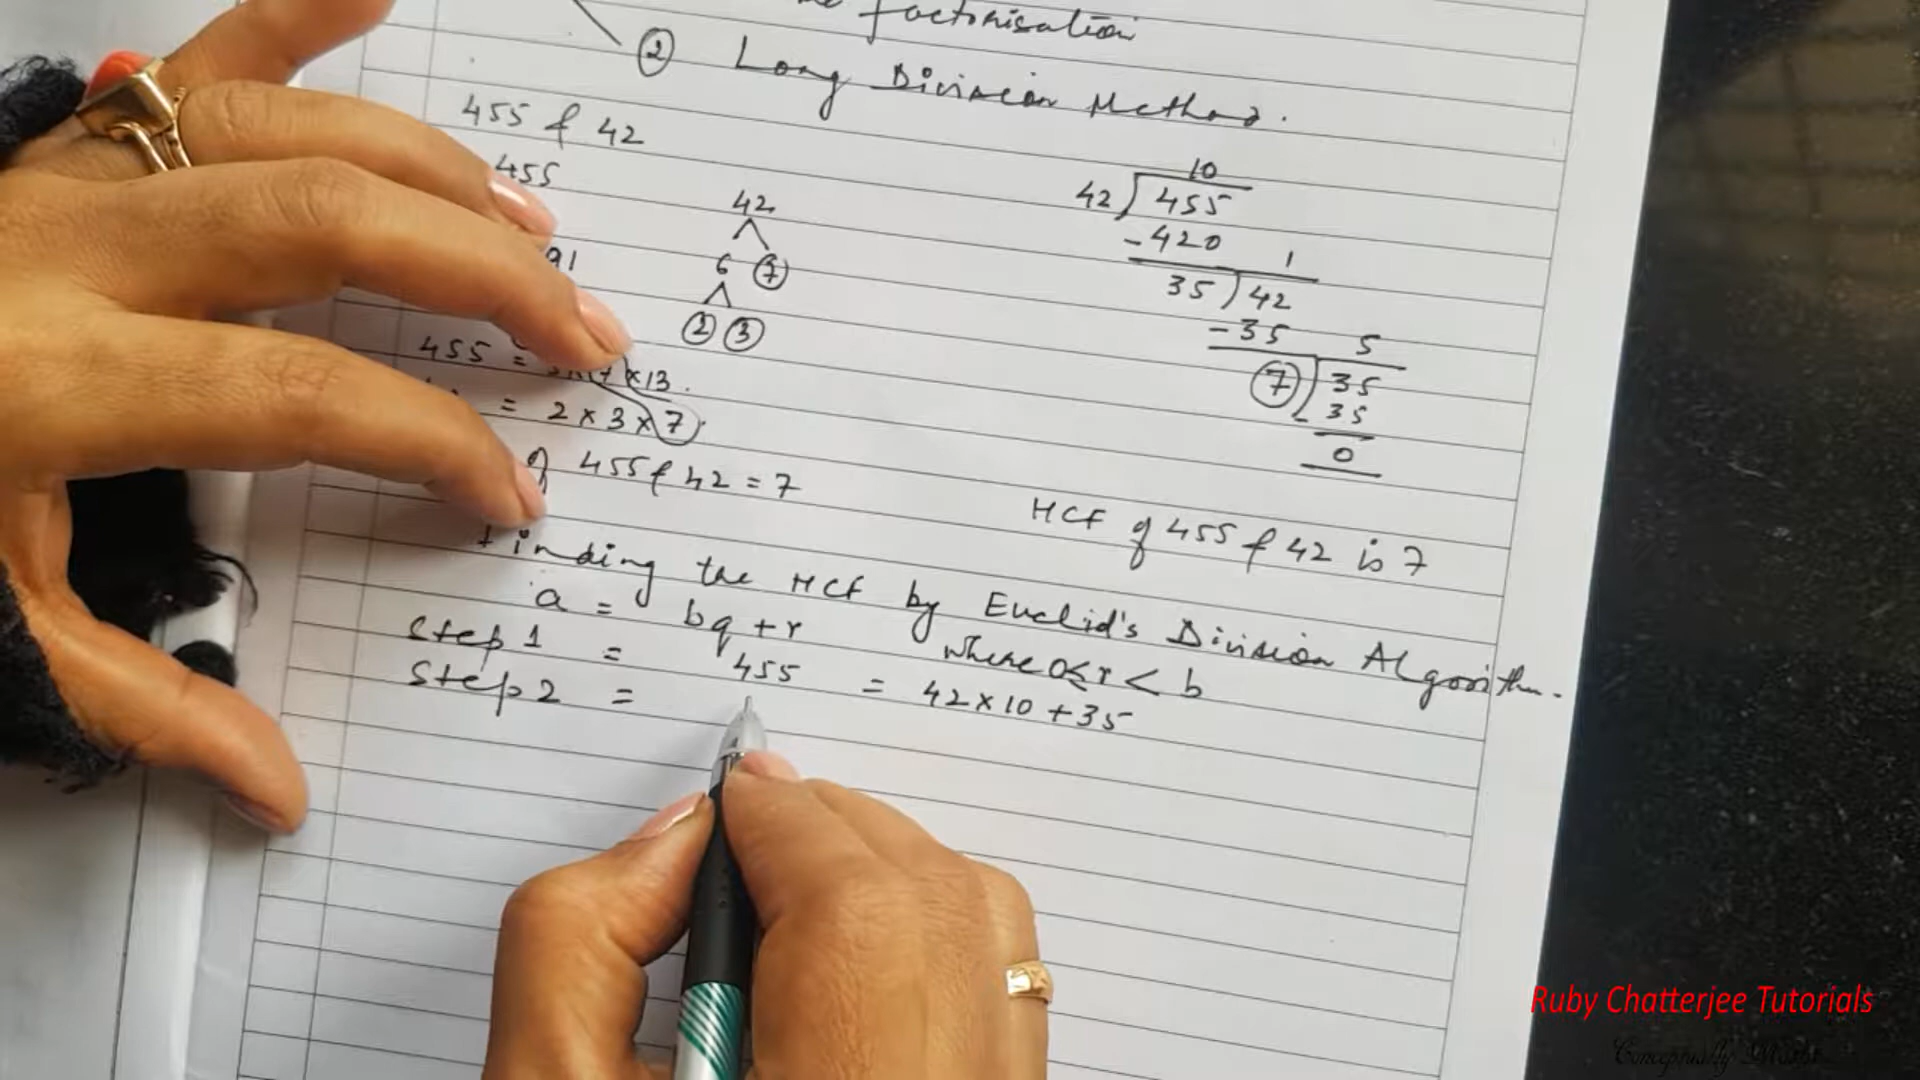 factorisation
② Long Division Method.
455 & 42
455
42
91
6 7
2 3
455 = 7 × 13.
= 2 × 3 × 7.
of 455 & 42 = 7
10
42 ) 455
- 420 1
35 ) 42
- 35 5
7 ) 35
35
0
HCF of 455 & 42 is 7
Finding the HCF by Euclid's Division Algorithm.
a = bq + r where 0 ≤ r < b
Step 1 = 455 = 42 × 10 + 35
Step 2 =
Ruby Chatterjee Tutorials